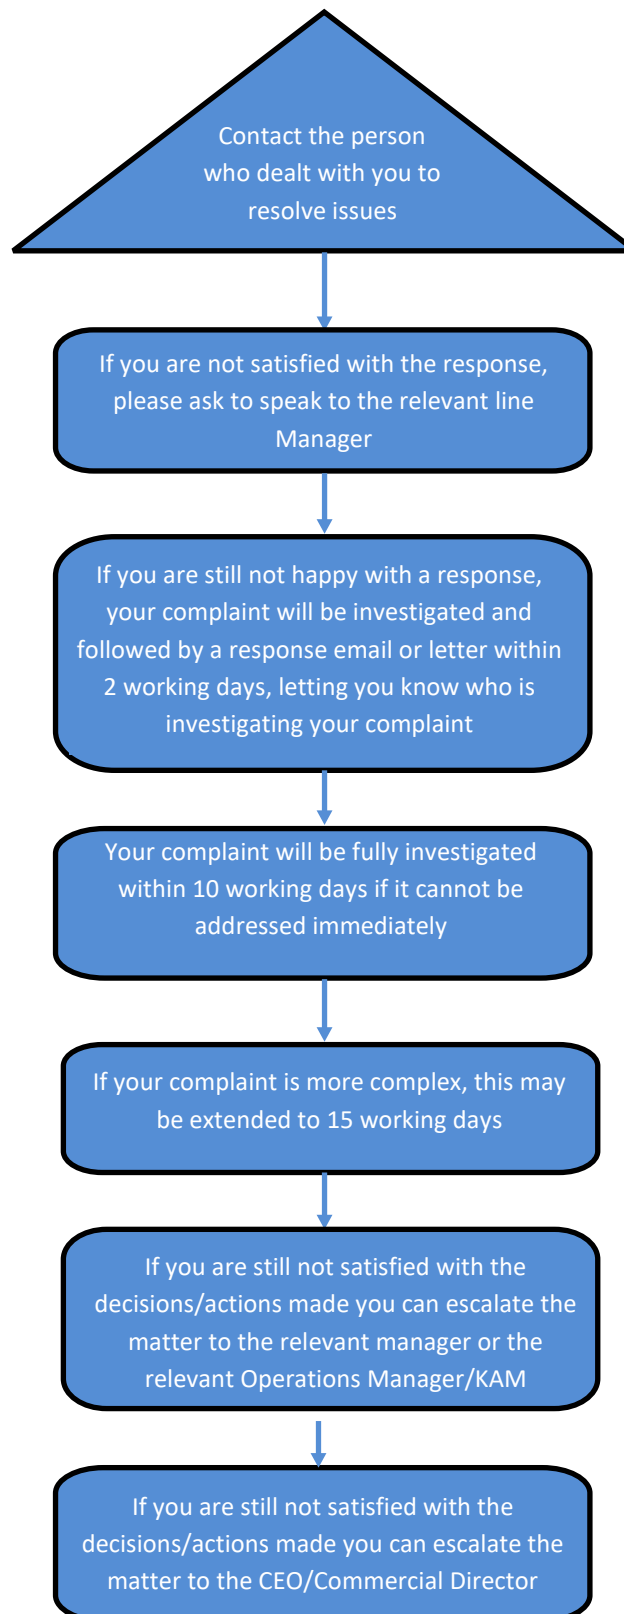 Contact the person
who dealt with you to
resolve issues
If you are not satisfied with the response,
please ask to speak to the relevant line
Manager
If you are still not happy with a response,
your complaint will be investigated and
followed by a response email or letter within
2 working days, letting you know who is
investigating your complaint
Your complaint will be fully investigated
within 10 working days if it cannot be
addressed immediately
If your complaint is more complex, this may
be extended to 15 working days
If you are still not satisfied with the
decisions/actions made you can escalate the
matter to the relevant manager or the
relevant Operations Manager/KAM
If you are still not satisfied with the
decisions/actions made you can escalate the
matter to the CEO/Commercial Director